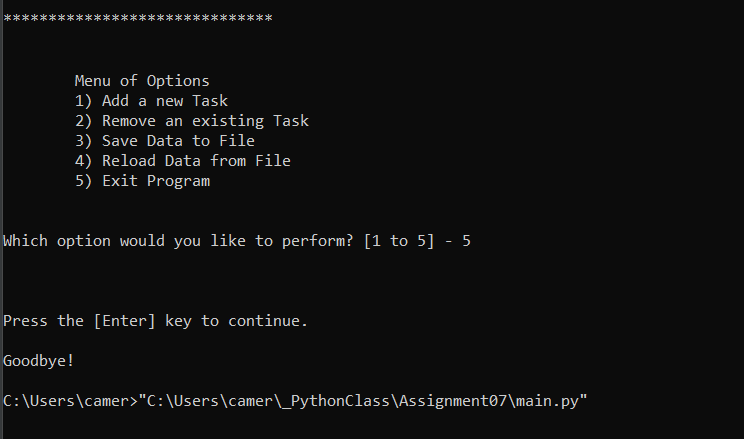 ******************************
Menu of Options
1) Add a new Task
2) Remove an existing Task
3) Save Data to File
4) Reload Data from File
5) Exit Program
Which option would you like to perform? [1 to 5] - 5
Press the [Enter] key to continue.
Goodbye!
C:\Users\camer>"C:\Users\camer\_PythonClass\Assignment07\main.py"